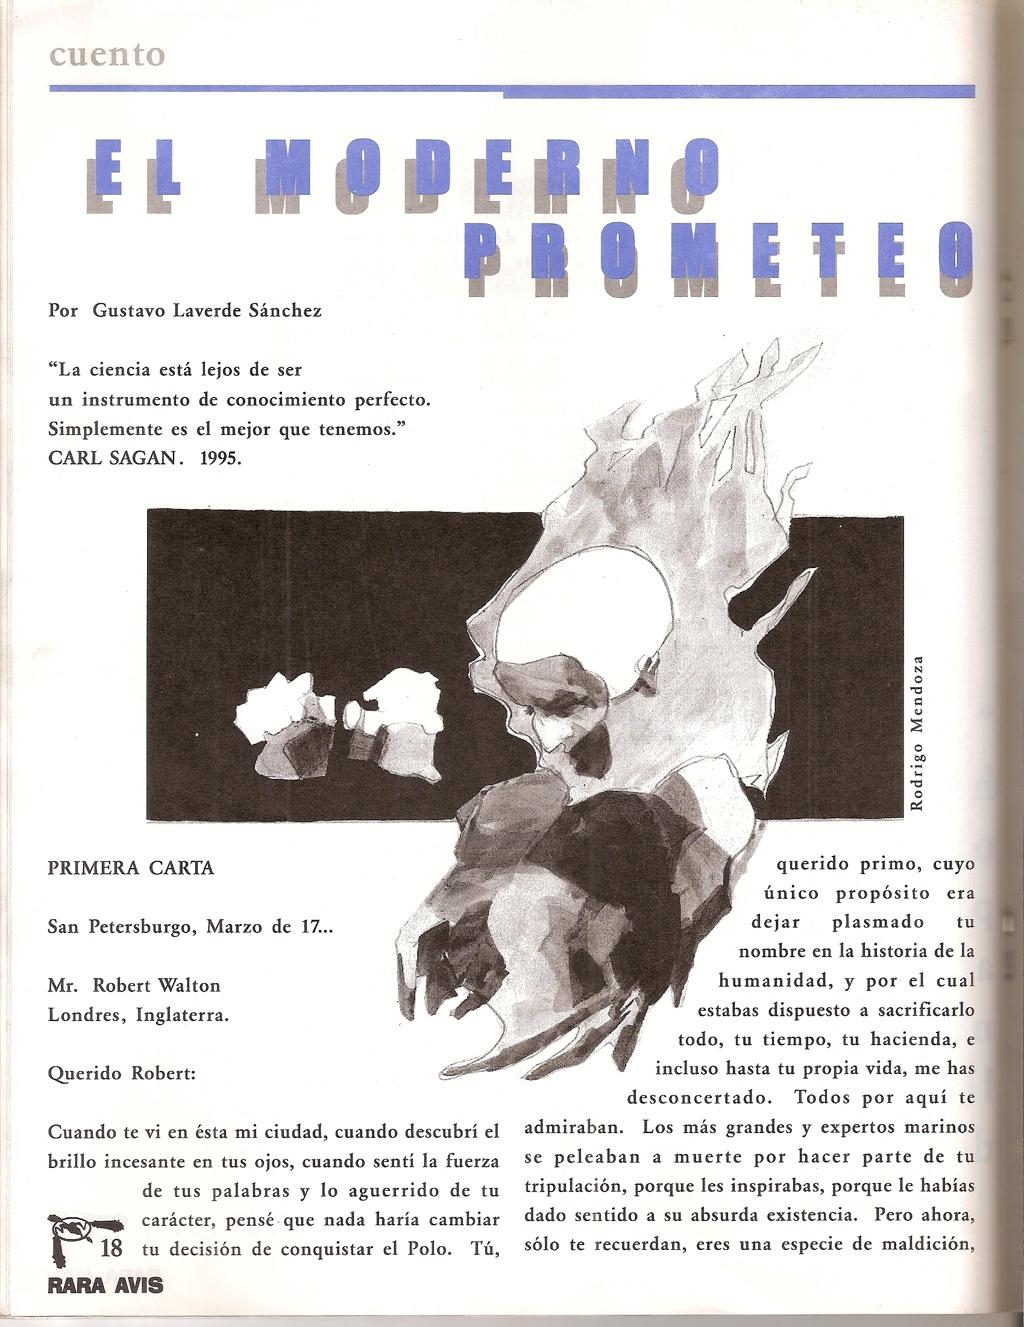 cuento
EL MODERNO
PROMETEO
Por Gustavo Laverde Sánchez
“La ciencia está lejos de ser
un instrumento de conocimiento perfecto.
Simplemente es el mejor que tenemos.”
CARL SAGAN. 1995.
Rodrigo Mendoza
PRIMERA CARTA
San Petersburgo, Marzo de 17...
Mr. Robert Walton
Londres, Inglaterra.
Querido Robert:
Cuando te vi en ésta mi ciudad, cuando descubrí el
brillo incesante en tus ojos, cuando sentí la fuerza
de tus palabras y lo aguerrido de tu
carácter, pensé que nada haría cambiar
tu decisión de conquistar el Polo. Tú,
querido primo, cuyo
único propósito era
dejar plasmado tu
nombre en la historia de la
humanidad, y por el cual
estabas dispuesto a sacrificarlo
todo, tu tiempo, tu hacienda, e
incluso hasta tu propia vida, me has
desconcertado. Todos por aquí te
admiraban. Los más grandes y expertos marinos
se peleaban a muerte por hacer parte de tu
tripulación, porque les inspirabas, porque le habías
dado sentido a su absurda existencia. Pero ahora,
sólo te recuerdan, eres una especie de maldición,
18
RARA AVIS